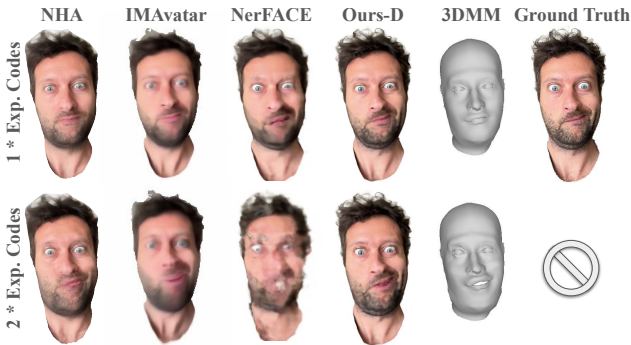 NHA IMAvatar NerFACE Ours-D 3DMM Ground Truth
1 * Exp. Codes
2 * Exp. Codes